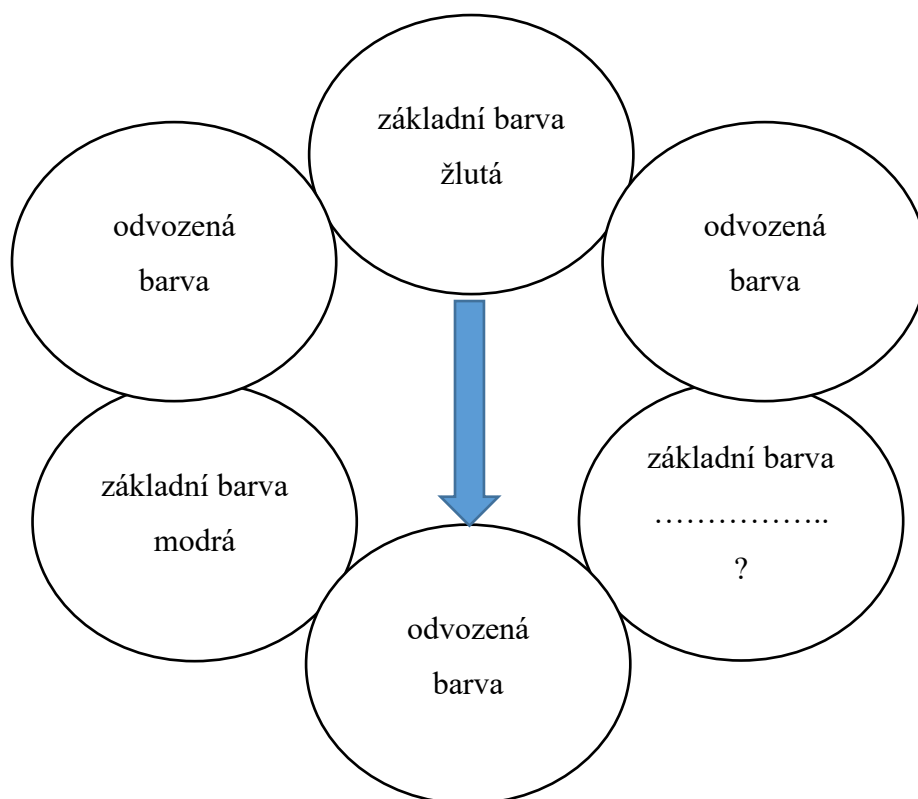 základní barva
žlutá
odvozená
barva
odvozená
barva
základní barva
modrá
základní barva
……………..
?
odvozená
barva